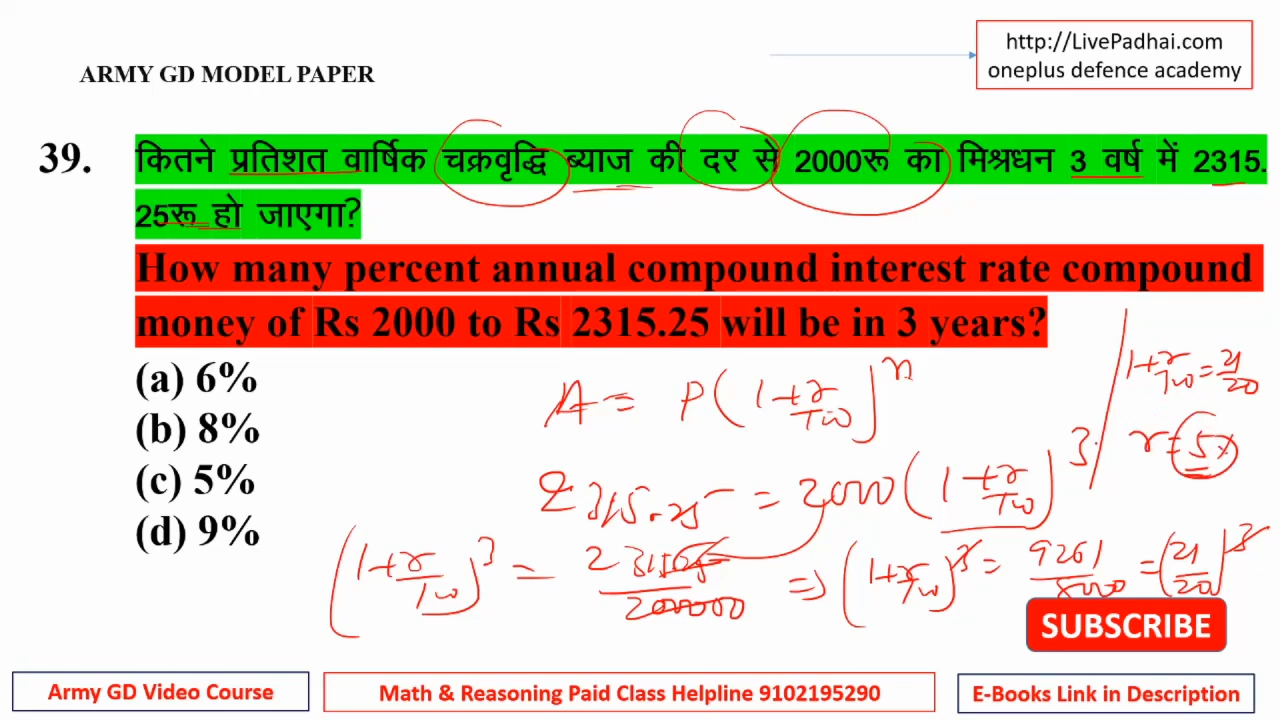 http://LivePadhai.com
oneplus defence academy
ARMY GD MODEL PAPER
39. कितने प्रतिशत वार्षिक चक्रवृद्धि ब्याज की दर से 2000रू का मिश्रधन 3 वर्ष में 2315.
25रू हो जाएगा?
How many percent annual compound interest rate compound
money of Rs 2000 to Rs 2315.25 will be in 3 years?
(a) 6%
(b) 8%
(c) 5%
(d) 9%
A = P(1+r/100)^n
2315.25 = 2000(1+r/100)^3
(1+r/100)^3 = 231525/200000 => (1+r/100)^3 = 9261/8000 = (21/20)^3
1+r/100 = 21/20
r = 5%
SUBSCRIBE
Army GD Video Course
Math & Reasoning Paid Class Helpline 9102195290
E-Books Link in Description